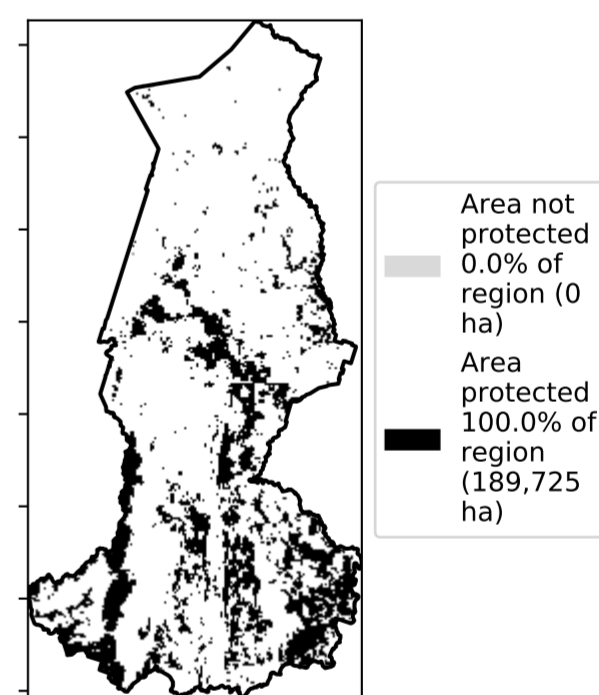 Area not
protected
0.0% of
region (0
ha)
Area
protected
100.0% of
region
(189,725
ha)